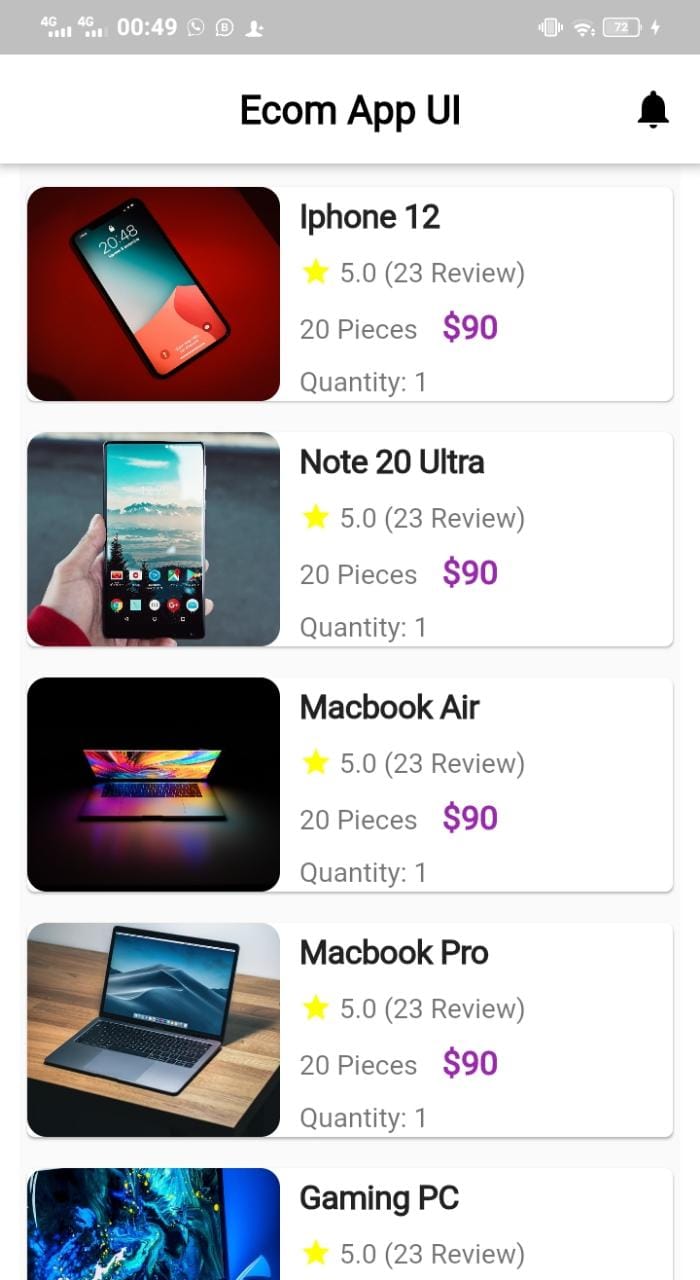 4G 4G 00:49 B 72
Ecom App UI
Iphone 12
5.0 (23 Review)
20 Pieces $90
Quantity: 1
20:48
Note 20 Ultra
5.0 (23 Review)
20 Pieces $90
Quantity: 1
Macbook Air
5.0 (23 Review)
20 Pieces $90
Quantity: 1
Macbook Pro
5.0 (23 Review)
20 Pieces $90
Quantity: 1
Gaming PC
5.0 (23 Review)